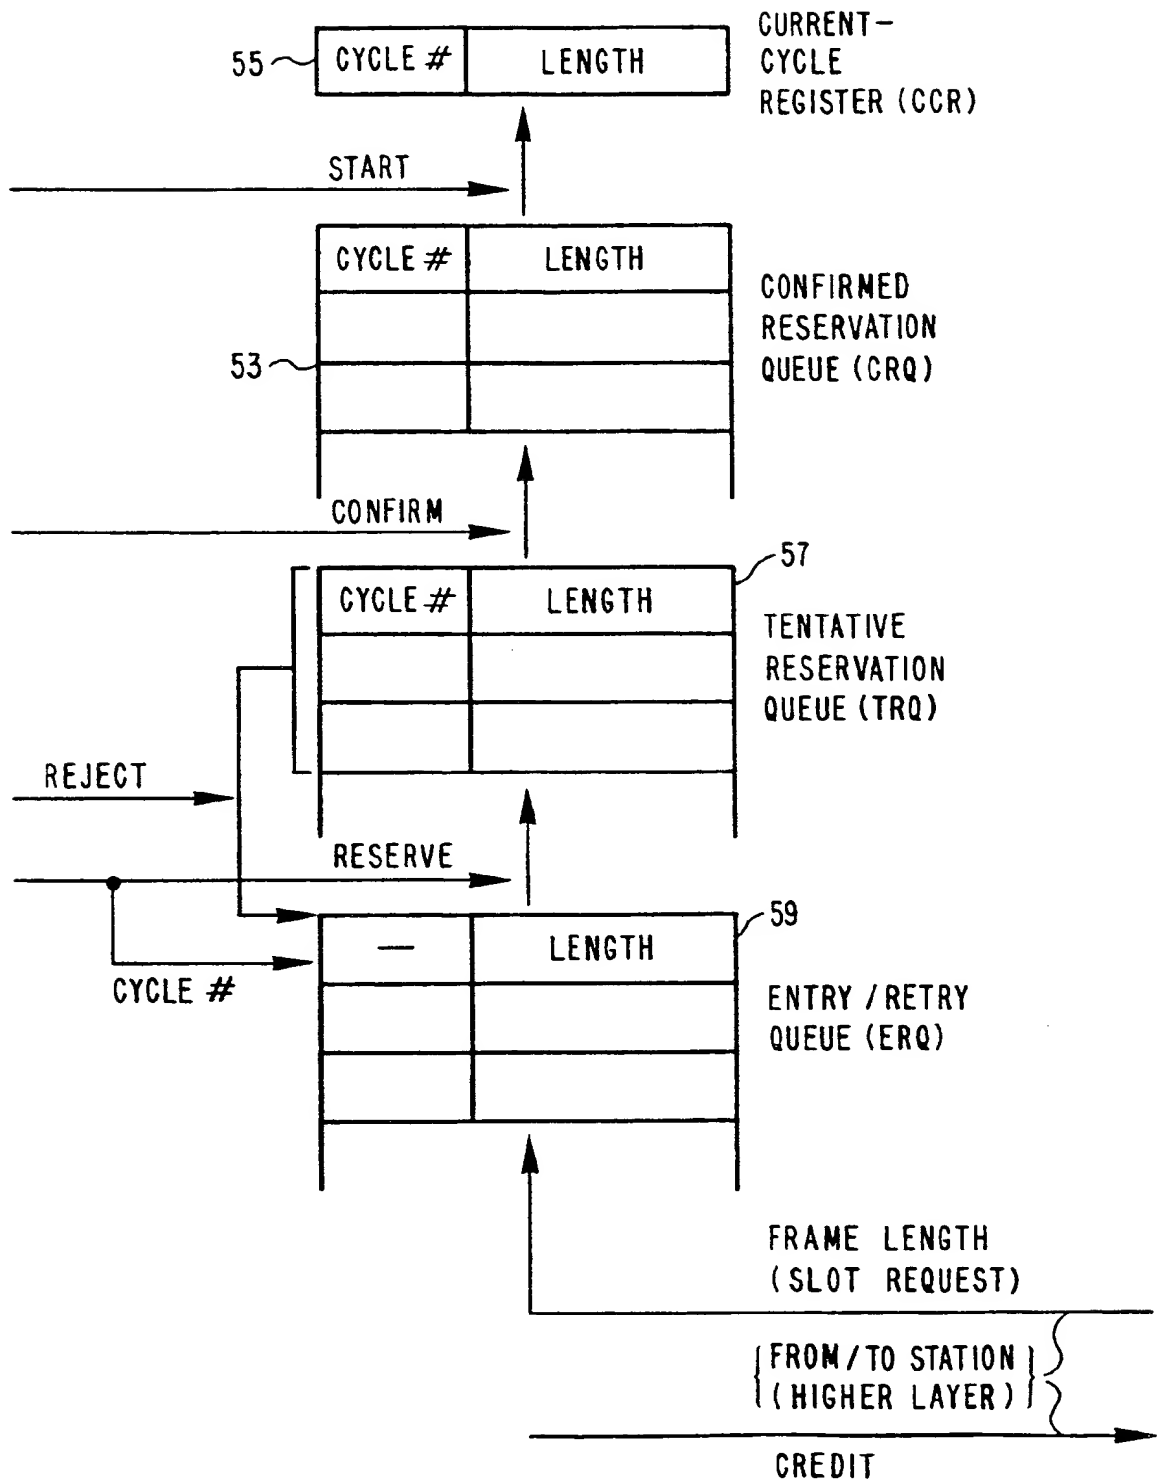 55
CYCLE #
LENGTH
CURRENT-
CYCLE
REGISTER (CCR)
START
CYCLE #
LENGTH
53
CONFIRMED
RESERVATION
QUEUE (CRQ)
CONFIRM
57
CYCLE #
LENGTH
TENTATIVE
RESERVATION
QUEUE (TRQ)
REJECT
RESERVE
59
—
LENGTH
CYCLE #
ENTRY / RETRY
QUEUE (ERQ)
FRAME LENGTH
(SLOT REQUEST)
{FROM / TO STATION
(HIGHER LAYER)}
CREDIT